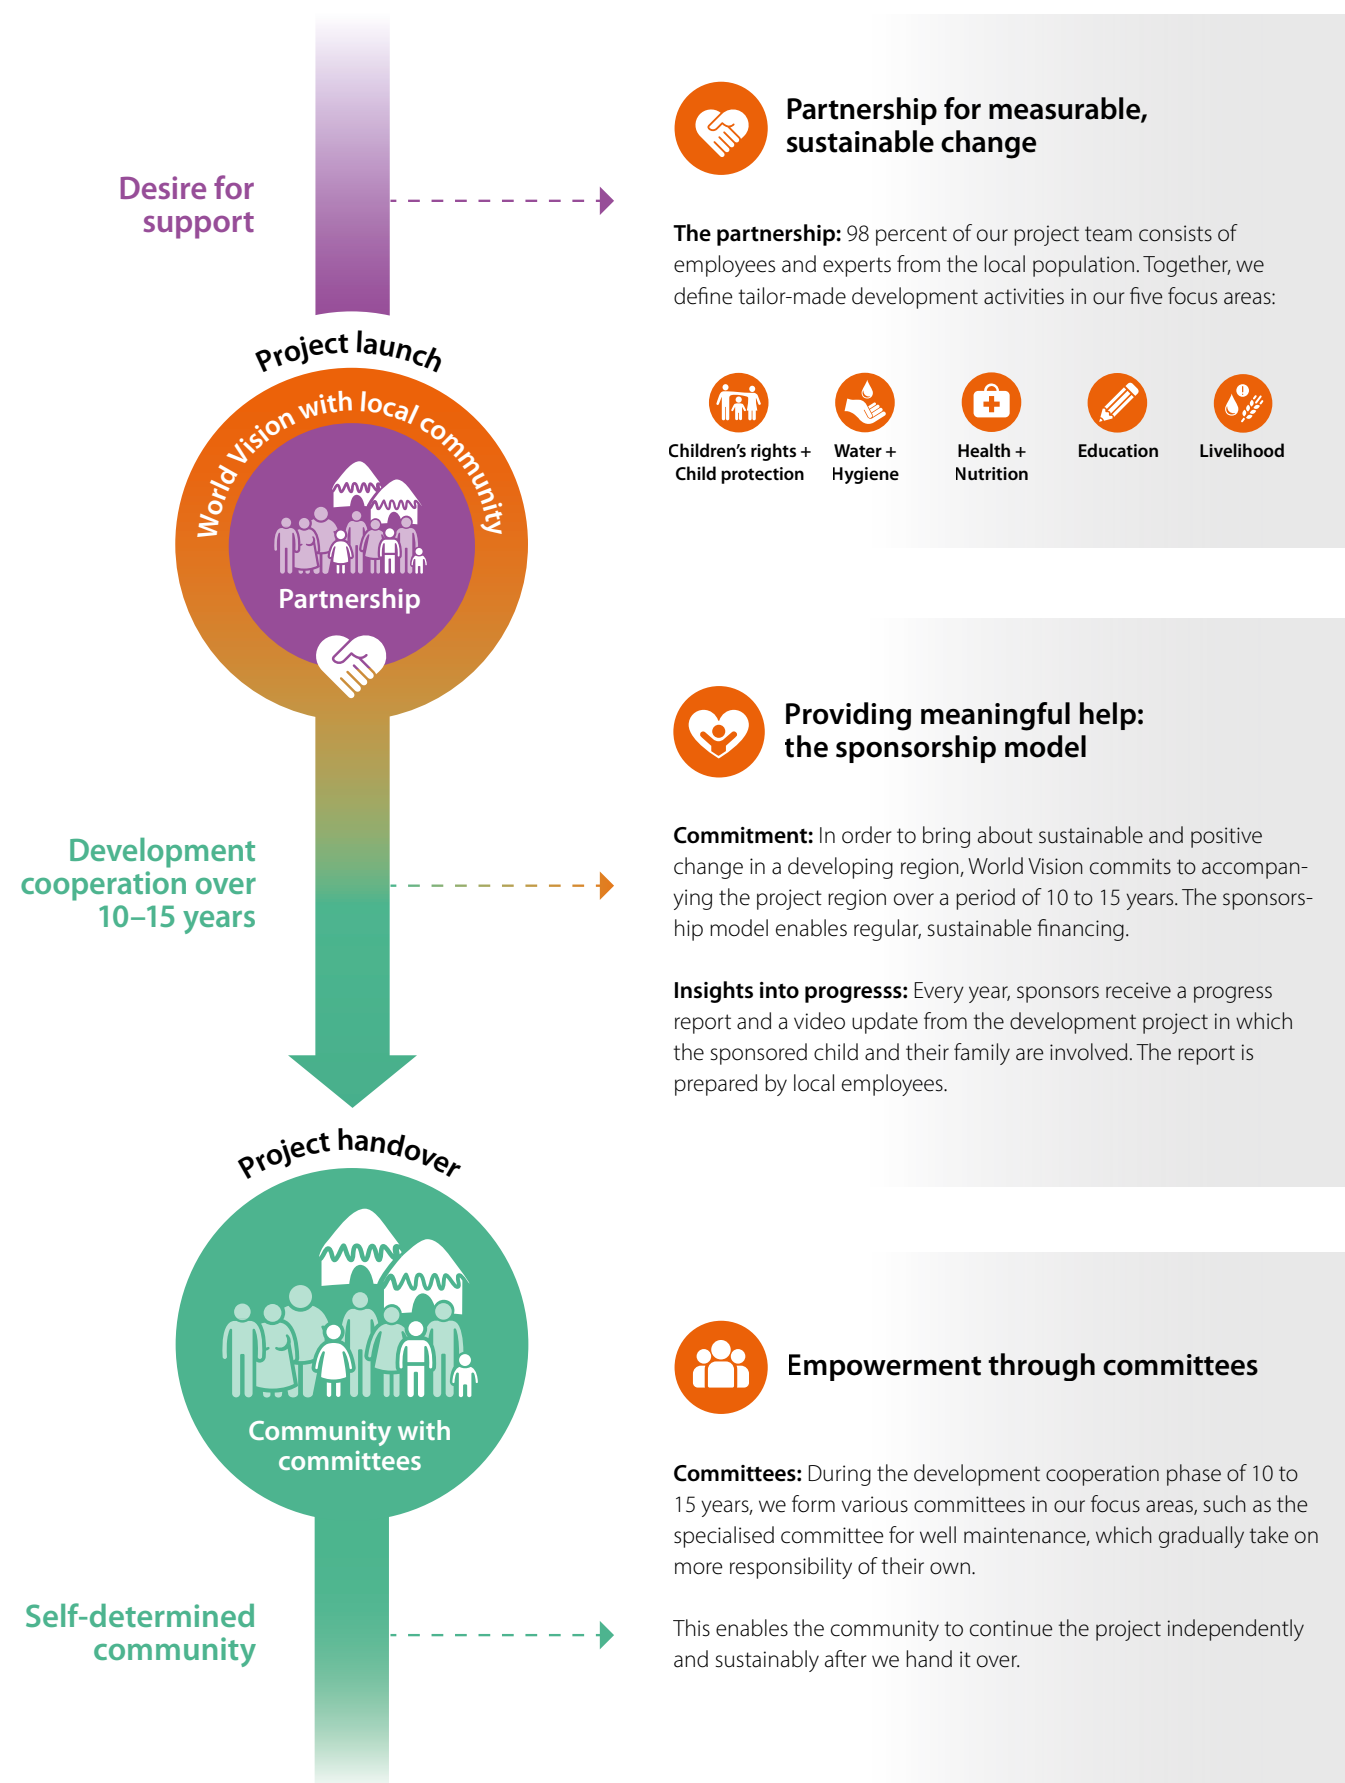 Desire for
support
Partnership for measurable,
sustainable change
The partnership: 98 percent of our project team consists of
employees and experts from the local population. Together, we
define tailor-made development activities in our five focus areas:
Children's rights +
Child protection
Water +
Hygiene
Health +
Nutrition
Education
Livelihood
Project launch
World Vision with local community
Partnership
Development
cooperation over
10–15 years
Providing meaningful help:
the sponsorship model
Commitment: In order to bring about sustainable and positive
change in a developing region, World Vision commits to accompan-
ying the project region over a period of 10 to 15 years. The sponsors-
hip model enables regular, sustainable financing.
Insights into progresss: Every year, sponsors receive a progress
report and a video update from the development project in which
the sponsored child and their family are involved. The report is
prepared by local employees.
Project handover
Community with
committees
Self-determined
community
Empowerment through committees
Committees: During the development cooperation phase of 10 to
15 years, we form various committees in our focus areas, such as the
specialised committee for well maintenance, which gradually take on
more responsibility of their own.
This enables the community to continue the project independently
and sustainably after we hand it over.